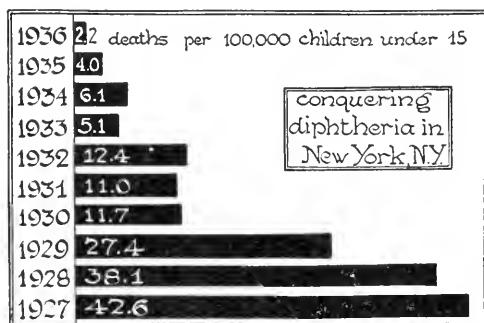 1936 2.2 deaths per 100,000 children under 15
1935 4.0
1934 6.1
1933 5.1
1932 12.4
1931 11.0
1930 11.7
1929 27.4
1928 38.1
1927 42.6
conquering
diphtheria in
New York, N.Y.